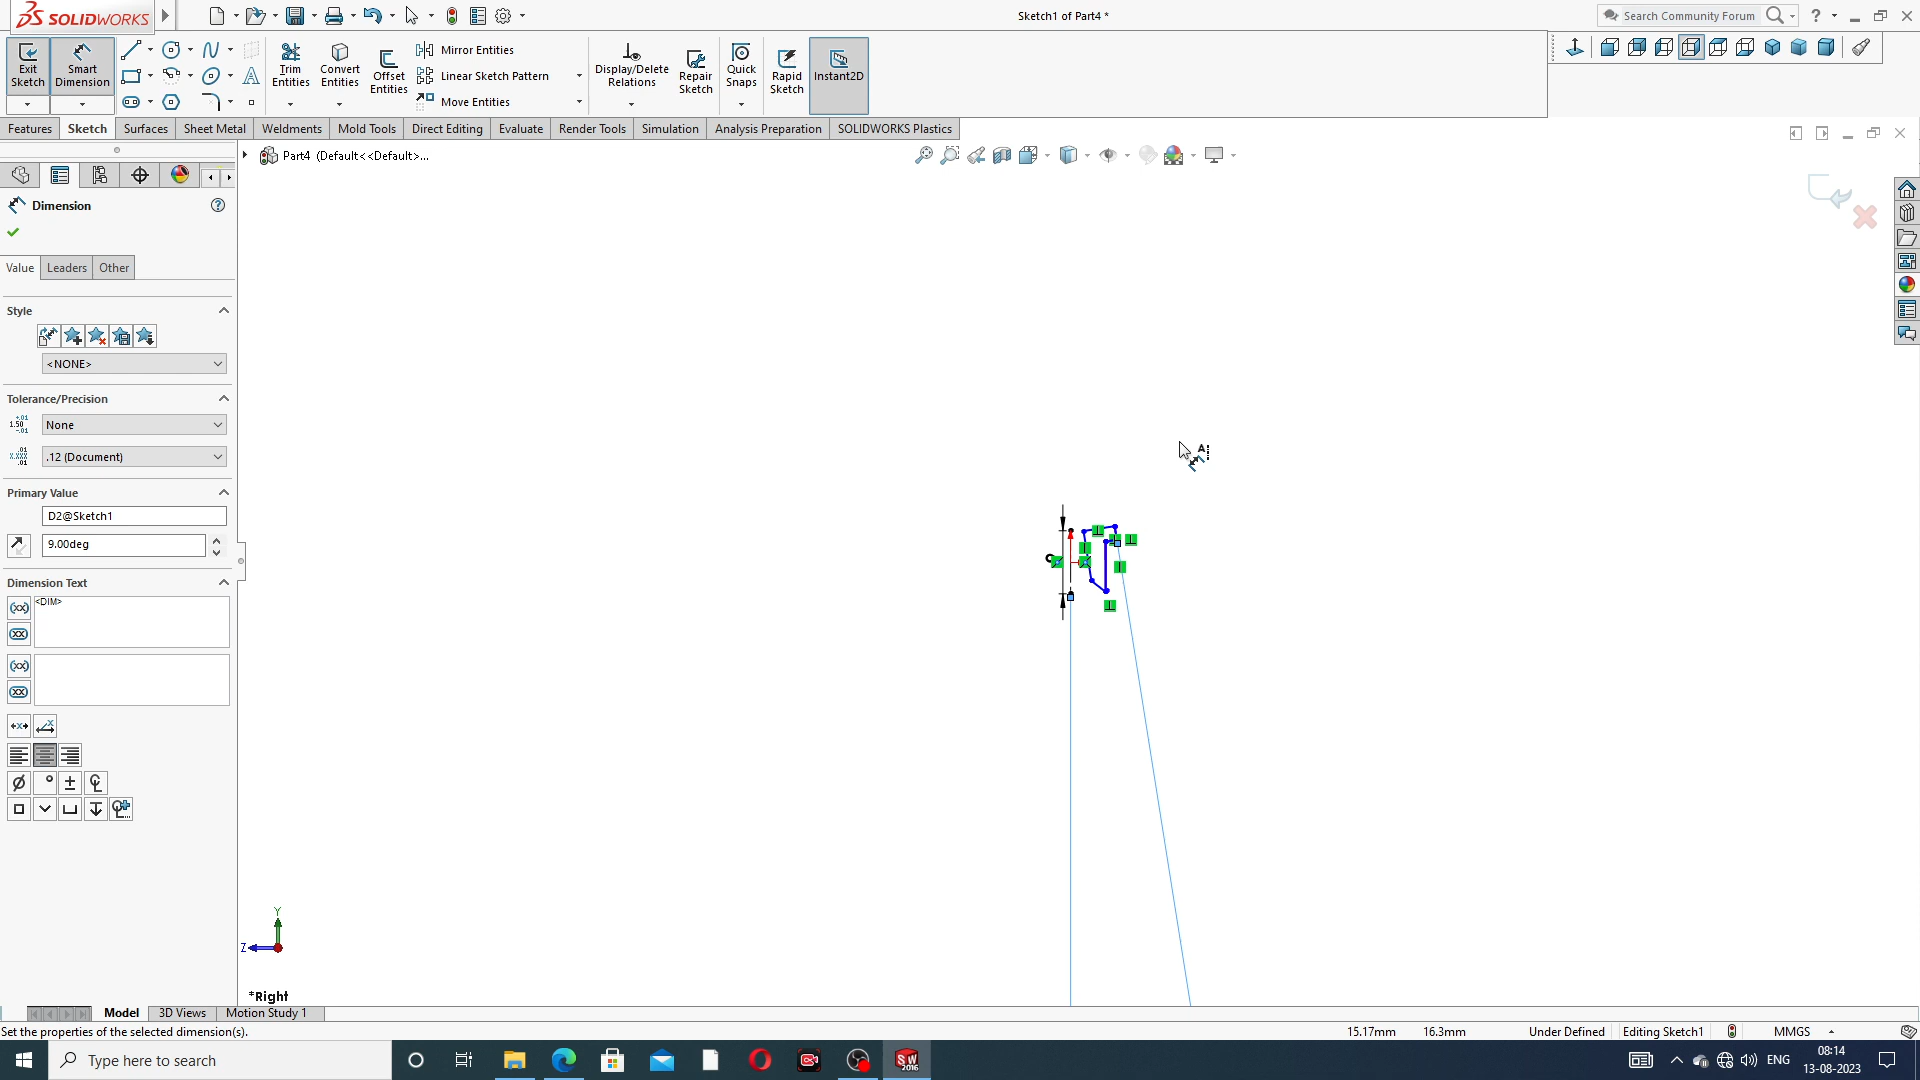 SOLIDWORKS
Sketch1 of Part4 *
Search Community Forum
Exit Sketch
Smart Dimension
Trim Entities
Convert Entities
Offset Entities
Mirror Entities
Linear Sketch Pattern
Move Entities
Display/Delete Relations
Repair Sketch
Quick Snaps
Rapid Sketch
Instant2D
Features
Sketch
Surfaces
Sheet Metal
Weldments
Mold Tools
Direct Editing
Evaluate
Render Tools
Simulation
Analysis Preparation
SOLIDWORKS Plastics
Part4 (Default<<Default>...
Dimension
Value
Leaders
Other
Style
<NONE>
Tolerance/Precision
None
.12 (Document)
Primary Value
D2@Sketch1
9.00deg
Dimension Text
<DIM>
Y
Z
*Right
Model
3D Views
Motion Study 1
Set the properties of the selected dimension(s).
15.17mm
16.3mm
Under Defined
Editing Sketch1
MMGS
Type here to search
ENG
08:14
13-08-2023